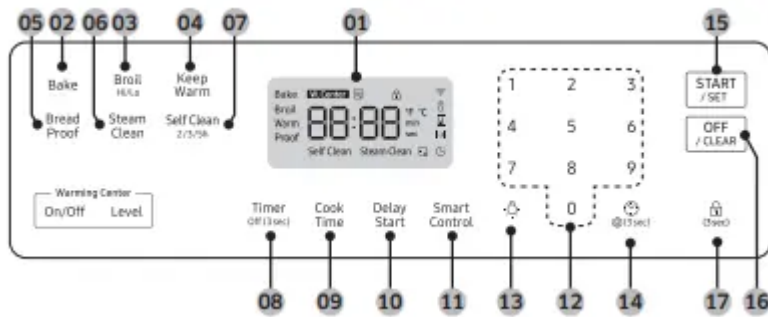 05 02 06 03 04 07 01 15
Bake Broil Keep
Hi/Lo Warm
Bread Steam Self Clean
Proof Clean 2/3/5h
Warming Center
On/Off Level
Bake
Broil
Warm
Proof
88:88
°F °C
min
sec
Self Clean Steam Clean
Timer Cook Delay Smart
Off (3 sec) Time Start Control
1 2 3
4 5 6
7 8 9
0
(3 sec)
(3sec)
START
/ SET
OFF
/ CLEAR
08 09 10 11 13 12 14 17 16